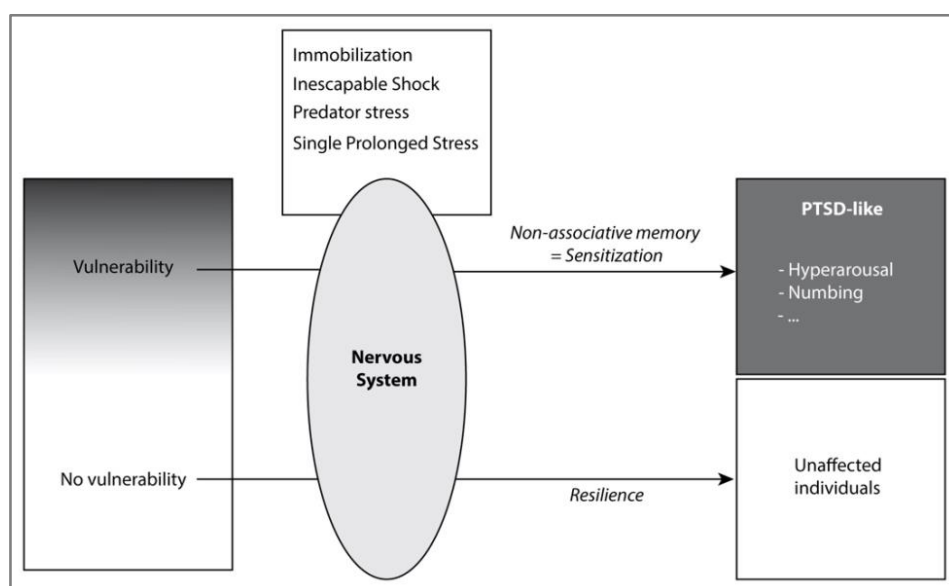 Immobilization
Inescapable Shock
Predator stress
Single Prolonged Stress
Vulnerability
No vulnerability
Nervous
System
Non-associative memory
= Sensitization
Resilience
PTSD-like
- Hyperarousal
- Numbing
- ...
Unaffected
individuals